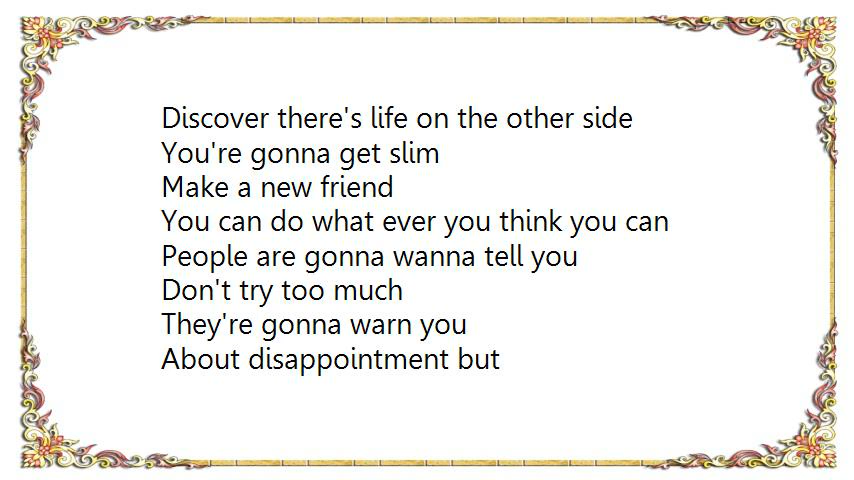 Discover there's life on the other side
You're gonna get slim
Make a new friend
You can do what ever you think you can
People are gonna wanna tell you
Don't try too much
They're gonna warn you
About disappointment but